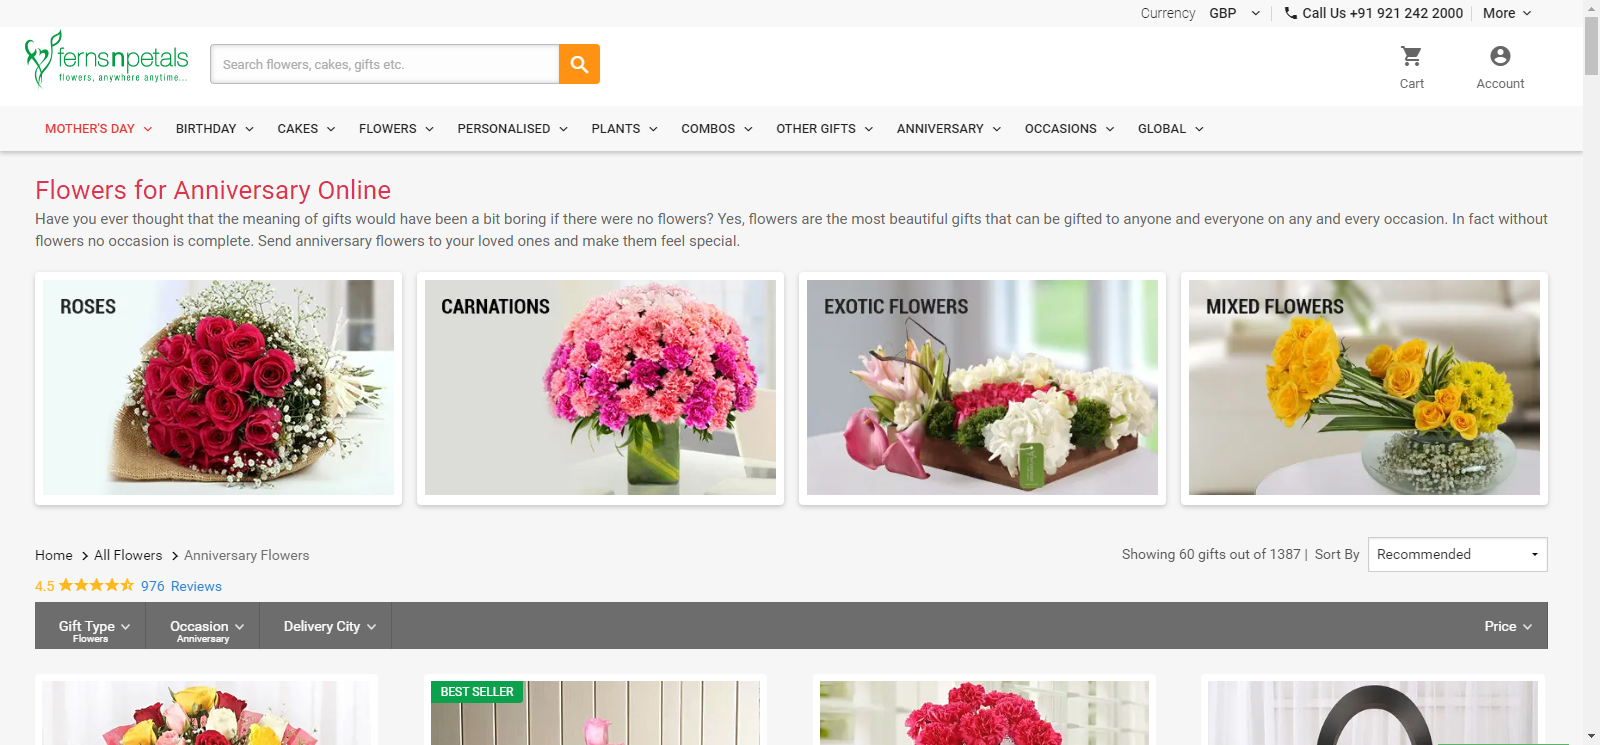 Currency GBP Call Us +91 921 242 2000 More
fernsnpetals
flowers, anywhere anytime...
Search flowers, cakes, gifts etc.
Cart
Account
MOTHER'S DAY BIRTHDAY CAKES FLOWERS PERSONALISED PLANTS COMBOS OTHER GIFTS ANNIVERSARY OCCASIONS GLOBAL
Flowers for Anniversary Online
Have you ever thought that the meaning of gifts would have been a bit boring if there were no flowers? Yes, flowers are the most beautiful gifts that can be gifted to anyone and everyone on any and every occasion. In fact without
flowers no occasion is complete. Send anniversary flowers to your loved ones and make them feel special.
ROSES
CARNATIONS
EXOTIC FLOWERS
MIXED FLOWERS
Home All Flowers Anniversary Flowers
Showing 60 gifts out of 1387 | Sort By Recommended
4.5 976 Reviews
Gift Type
Flowers
Occasion
Anniversary
Delivery City
Price
BEST SELLER